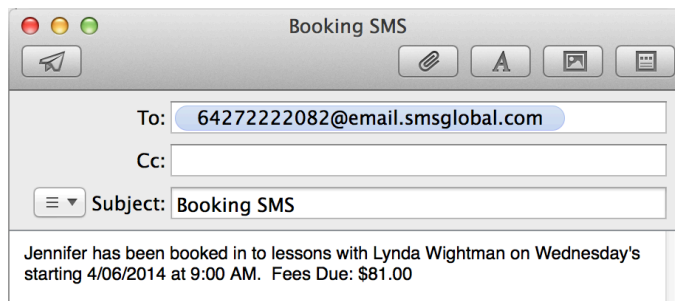 Booking SMS
To: 64272222082@email.smsglobal.com
Cc:
Subject: Booking SMS
Jennifer has been booked in to lessons with Lynda Wightman on Wednesday's
starting 4/06/2014 at 9:00 AM.  Fees Due: $81.00